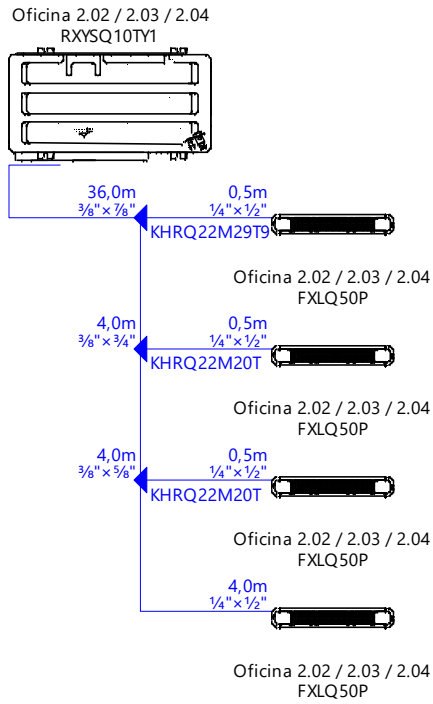 Oficina 2.02 / 2.03 / 2.04
RXYSQ10TY1
36,0m
⅜"×⅞"
0,5m
¼"×½"
KHRQ22M29T9
Oficina 2.02 / 2.03 / 2.04
FXLQ50P
4,0m
⅜"×¾"
0,5m
¼"×½"
KHRQ22M20T
Oficina 2.02 / 2.03 / 2.04
FXLQ50P
4,0m
⅜"×⅝"
0,5m
¼"×½"
KHRQ22M20T
Oficina 2.02 / 2.03 / 2.04
FXLQ50P
4,0m
¼"×½"
Oficina 2.02 / 2.03 / 2.04
FXLQ50P